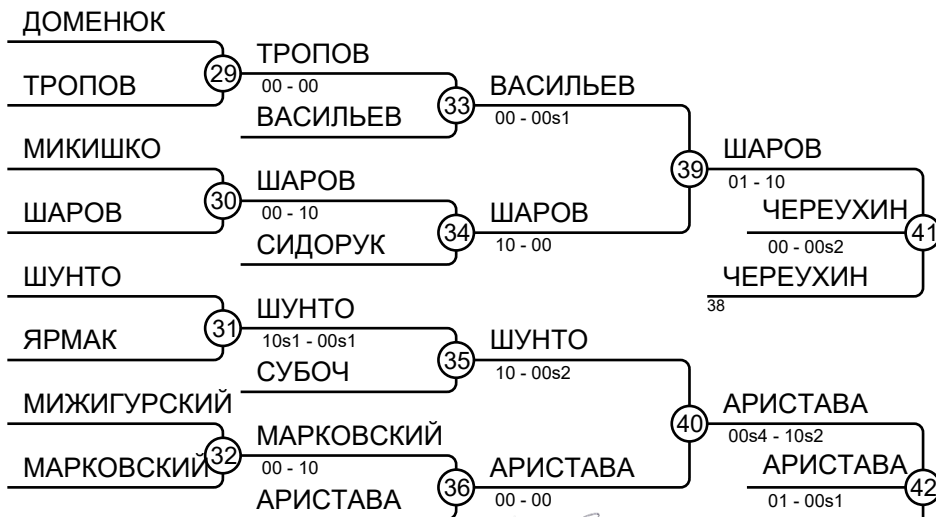 ДОМЕНЮК
ТРОПОВ
29
ТРОПОВ
00 - 00
ВАСИЛЬЕВ
33
ВАСИЛЬЕВ
00 - 00s1
МИКИШКО
ШАРОВ
30
ШАРОВ
00 - 10
СИДОРУК
34
ШАРОВ
10 - 00
39
ШАРОВ
01 - 10
ЧЕРЕУХИН
00 - 00s2
41
ЧЕРЕУХИН
38
ШУНТО
ЯРМАК
31
ШУНТО
10s1 - 00s1
СУБОЧ
35
ШУНТО
10 - 00s2
МИЖИГУРСКИЙ
МАРКОВСКИЙ
32
МАРКОВСКИЙ
00 - 10
АРИСТАВА
36
АРИСТАВА
00 - 00
40
АРИСТАВА
00s4 - 10s2
АРИСТАВА
01 - 00s1
42